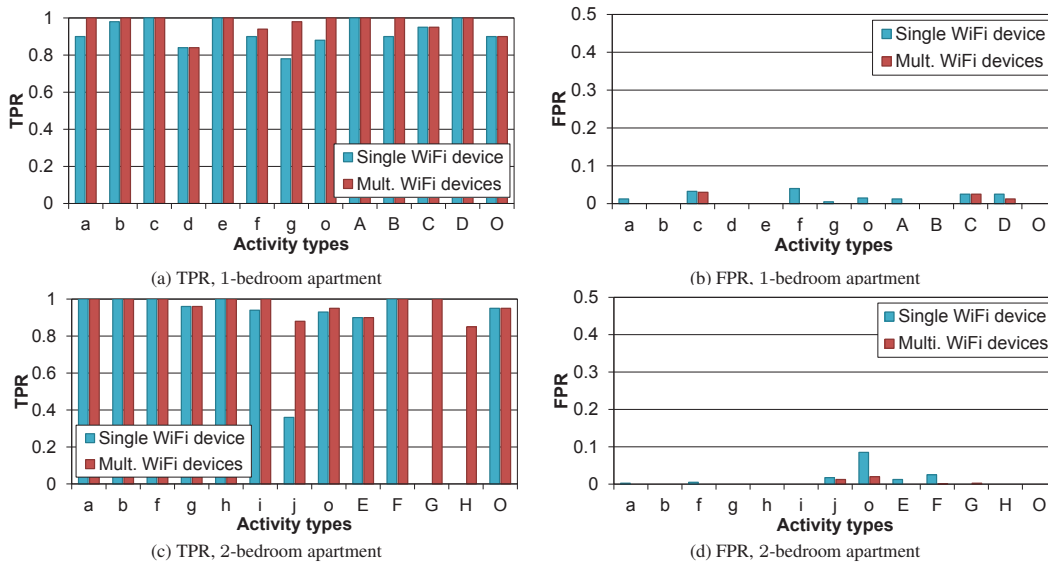 1
0.8
0.6
0.4
0.2
0
TPR
Single WiFi device
Mult. WiFi devices
a b c d e f g o A B C D O
Activity types
(a) TPR, 1-bedroom apartment
0.5
0.4
0.3
0.2
0.1
0
FPR
Single WiFi device
Mult. WiFi devices
a b c d e f g o A B C D O
Activity types
(b) FPR, 1-bedroom apartment
1
0.8
0.6
0.4
0.2
0
TPR
Single WiFi device
Mult. WiFi devices
a b f g h i j o E F G H O
Activity types
(c) TPR, 2-bedroom apartment
0.5
0.4
0.3
0.2
0.1
0
FPR
Single WiFi device
Multi. WiFi devices
a b f g h i j o E F G H O
Activity types
(d) FPR, 2-bedroom apartment